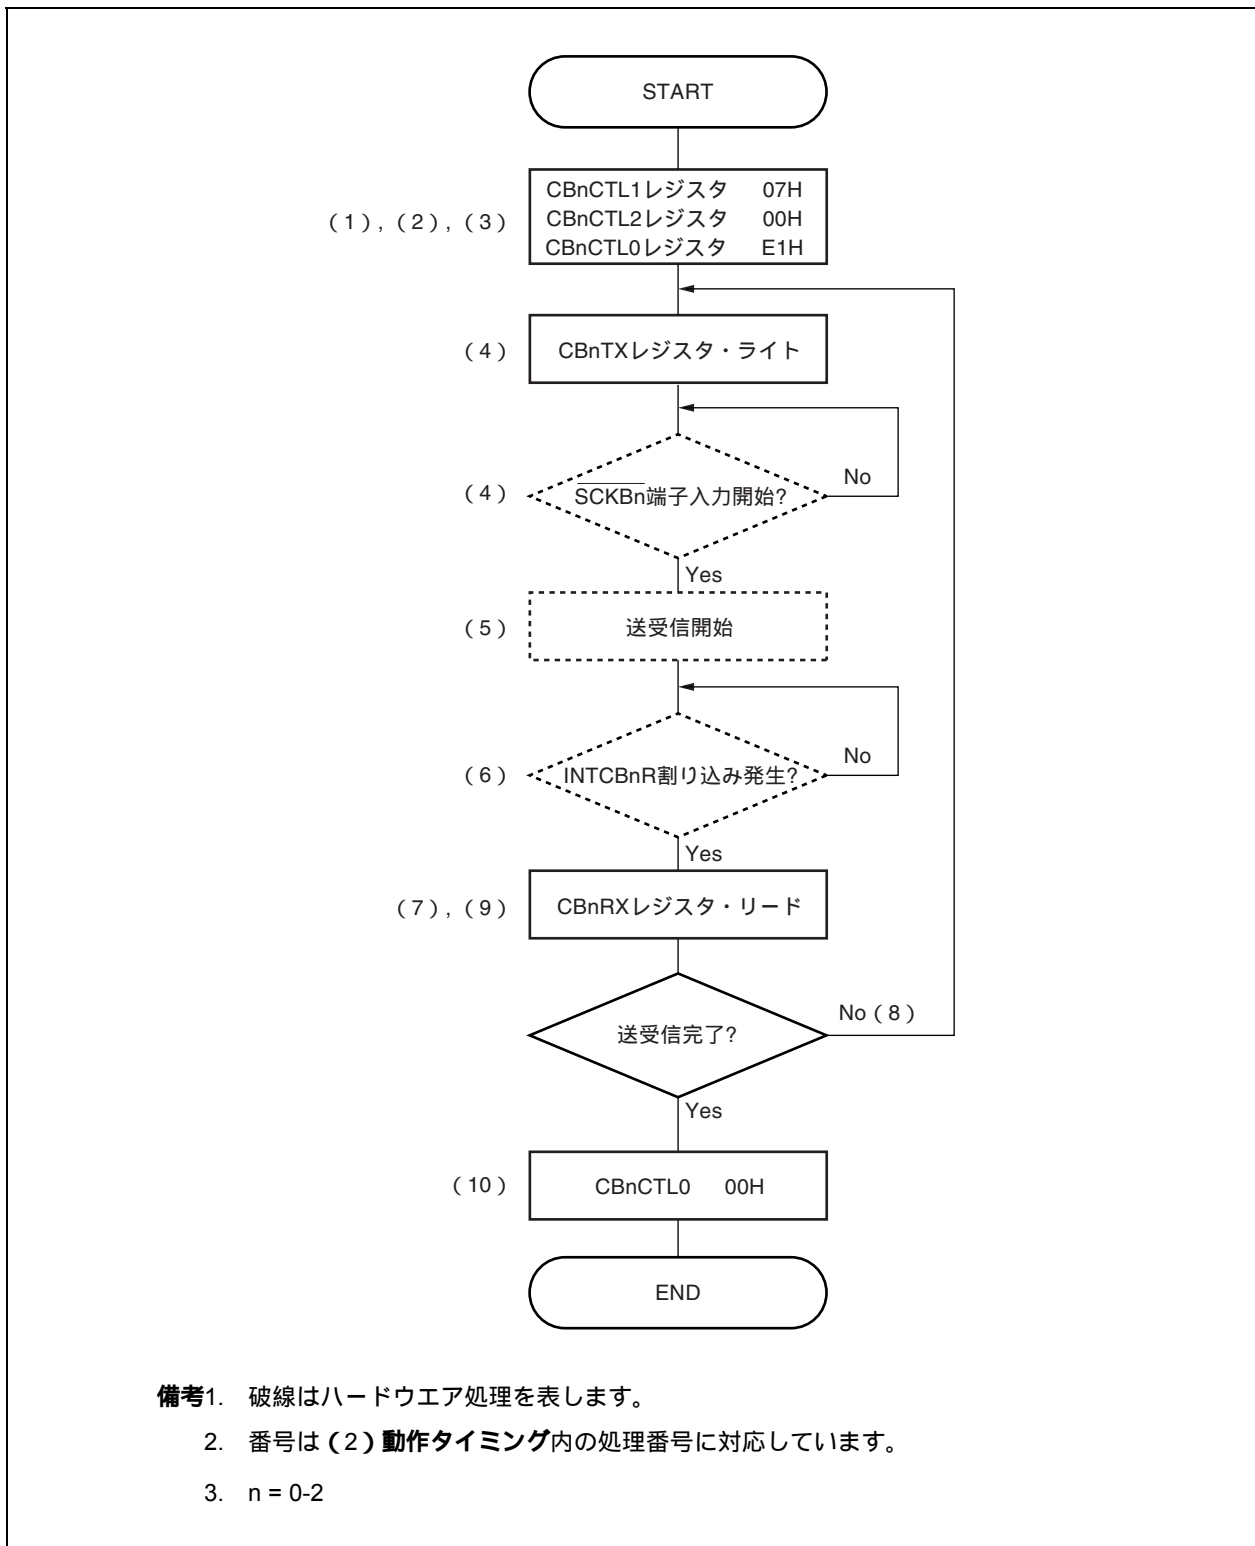 START
(1),(2),(3)
CBnCTL1レジスタ 07H
CBnCTL2レジスタ 00H
CBnCTL0レジスタ E1H
(4) CBnTXレジスタ・ライト
(4) SCKBn端子入力開始? No
Yes
(5) 送受信開始
(6) INTCBnR割り込み発生? No
Yes
(7),(9) CBnRXレジスタ・リード
送受信完了? No(8)
Yes
(10) CBnCTL0 00H
END
備考1. 破線はハードウエア処理を表します。
2. 番号は(2)動作タイミング内の処理番号に対応しています。
3. n = 0-2